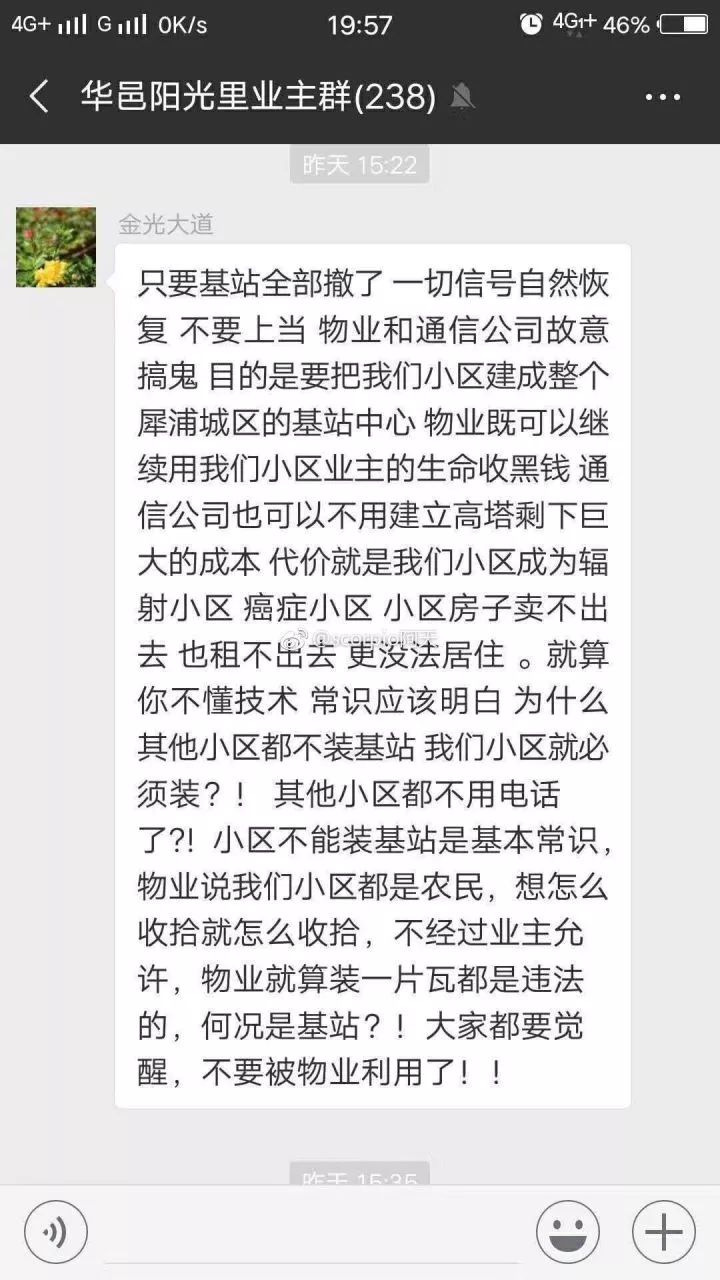 4G+ G 0K/s 19:57 4G1+ 46%
华邑阳光里业主群(238)
昨天 15:22
金光大道
只要基站全部撤了 一切信号自然恢
复 不要上当 物业和通信公司故意
搞鬼 目的是要把我们小区建成整个
犀浦城区的基站中心 物业既可以继
续用我们小区业主的生命收黑钱 通
信公司也可以不用建立高塔剩下巨
大的成本 代价就是我们小区成为辐
射小区 癌症小区 小区房子卖不出
去 也租不出去 更没法居住 。就算
你不懂技术 常识应该明白 为什么
其他小区都不装基站 我们小区就必
须装？！ 其他小区都不用电话
了?! 小区不能装基站是基本常识，
物业说我们小区都是农民，想怎么
收拾就怎么收拾，不经过业主允
许，物业就算装一片瓦都是违法
的，何况是基站？！大家都要觉
醒，不要被物业利用了！！
昨天 15:35